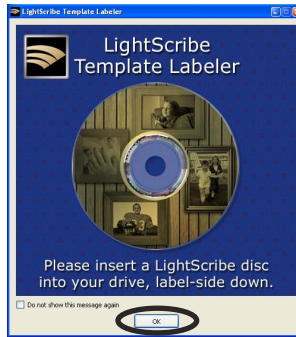 LightScribe Template Labeler
LightScribe
Template Labeler
Please insert a LightScribe disc
into your drive, label-side down.
Do not show this message again
OK